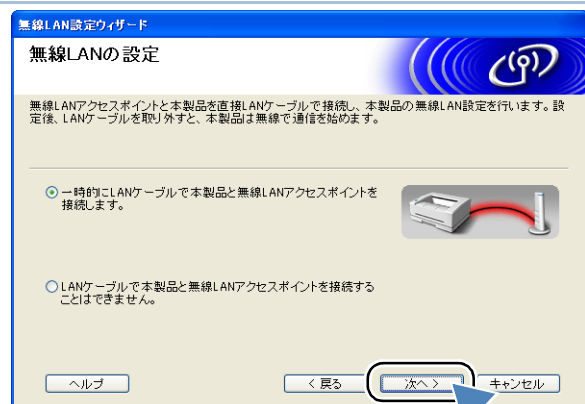 無線LAN設定ウィザード
無線LANの設定
無線LANアクセスポイントと本製品を直接LANケーブルで接続し、本製品の無線LAN設定を行います。設
定後、LANケーブルを取り外すと、本製品は無線で通信を始めます。
一時的にLANケーブルで本製品と無線LANアクセスポイントを
接続します。
LANケーブルで本製品と無線LANアクセスポイントを接続する
ことはできません。
ヘルプ
< 戻る
次へ >
キャンセル